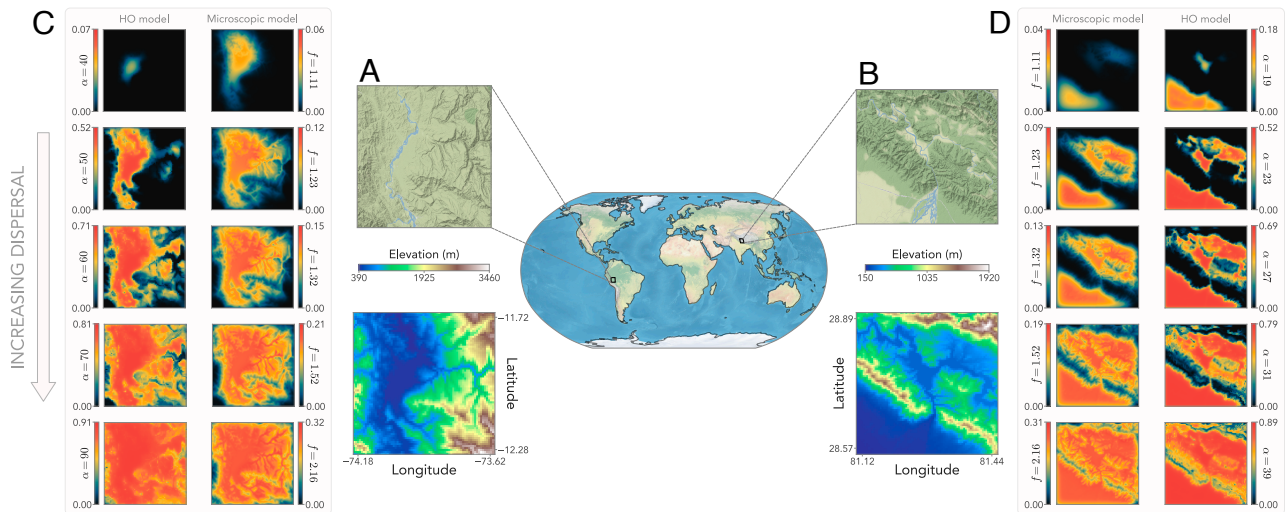 C
HO model
Microscopic model
0.07
0.00
α = 40
0.06
0.00
f = 1.11
0.52
0.00
α = 50
0.12
0.00
f = 1.23
0.71
0.00
α = 60
0.15
0.00
f = 1.32
0.81
0.00
α = 70
0.21
0.00
f = 1.52
0.91
0.00
α = 90
0.32
0.00
f = 2.16
INCREASING DISPERSAL
A
Elevation (m)
390 1925 3460
−11.72
Latitude
−12.28
−74.18 −73.62
Longitude
B
Elevation (m)
150 1035 1920
28.89
Latitude
28.57
81.12 81.44
Longitude
D
Microscopic model
HO model
0.04
0.00
f = 1.11
0.18
0.00
α = 19
0.09
0.00
f = 1.23
0.52
0.00
α = 23
0.13
0.00
f = 1.32
0.69
0.00
α = 27
0.19
0.00
f = 1.52
0.79
0.00
α = 31
0.31
0.00
f = 2.16
0.89
0.00
α = 39